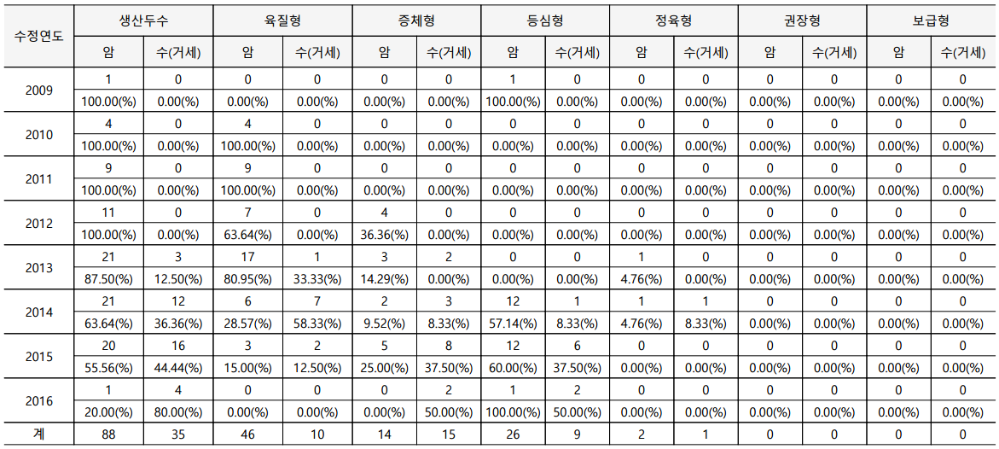 수정연도 생산두수 육질형 증체형 등심형 정육형 권장형 보급형
암 수(거세) 암 수(거세) 암 수(거세) 암 수(거세) 암 수(거세) 암 수(거세) 암 수(거세)
2009 1 0 0 0 0 0 1 0 0 0 0 0 0 0
100.00(%) 0.00(%) 0.00(%) 0.00(%) 0.00(%) 0.00(%) 100.00(%) 0.00(%) 0.00(%) 0.00(%) 0.00(%) 0.00(%) 0.00(%) 0.00(%)
2010 4 0 4 0 0 0 0 0 0 0 0 0 0 0
100.00(%) 0.00(%) 100.00(%) 0.00(%) 0.00(%) 0.00(%) 0.00(%) 0.00(%) 0.00(%) 0.00(%) 0.00(%) 0.00(%) 0.00(%) 0.00(%)
2011 9 0 9 0 0 0 0 0 0 0 0 0 0 0
100.00(%) 0.00(%) 100.00(%) 0.00(%) 0.00(%) 0.00(%) 0.00(%) 0.00(%) 0.00(%) 0.00(%) 0.00(%) 0.00(%) 0.00(%) 0.00(%)
2012 11 0 7 0 4 0 0 0 0 0 0 0 0 0
100.00(%) 0.00(%) 63.64(%) 0.00(%) 36.36(%) 0.00(%) 0.00(%) 0.00(%) 0.00(%) 0.00(%) 0.00(%) 0.00(%) 0.00(%) 0.00(%)
2013 21 3 17 1 3 2 0 0 1 0 0 0 0 0
87.50(%) 12.50(%) 80.95(%) 33.33(%) 14.29(%) 0.00(%) 0.00(%) 0.00(%) 4.76(%) 0.00(%) 0.00(%) 0.00(%) 0.00(%) 0.00(%)
2014 21 12 6 7 2 3 12 1 1 1 0 0 0 0
63.64(%) 36.36(%) 28.57(%) 58.33(%) 9.52(%) 8.33(%) 57.14(%) 8.33(%) 4.76(%) 8.33(%) 0.00(%) 0.00(%) 0.00(%) 0.00(%)
2015 20 16 3 2 5 8 12 6 0 0 0 0 0 0
55.56(%) 44.44(%) 15.00(%) 12.50(%) 25.00(%) 37.50(%) 60.00(%) 37.50(%) 0.00(%) 0.00(%) 0.00(%) 0.00(%) 0.00(%) 0.00(%)
2016 1 4 0 0 0 2 1 2 0 0 0 0 0 0
20.00(%) 80.00(%) 0.00(%) 0.00(%) 0.00(%) 50.00(%) 100.00(%) 50.00(%) 0.00(%) 0.00(%) 0.00(%) 0.00(%) 0.00(%) 0.00(%)
계 88 35 46 10 14 15 26 9 2 1 0 0 0 0